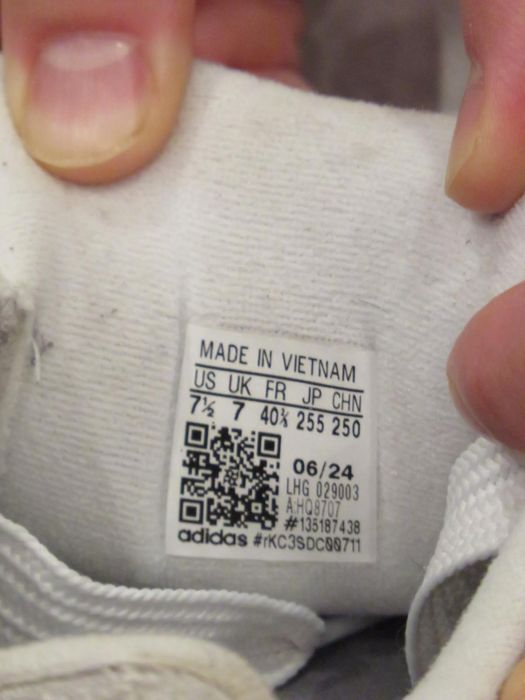 MADE IN VIETNAM
US UK FR JP CHN
7½ 7 40⅔ 255 250
06/24
LHG 029003
A:HQ8707
#135187438
adidas #rKC3SDC00711